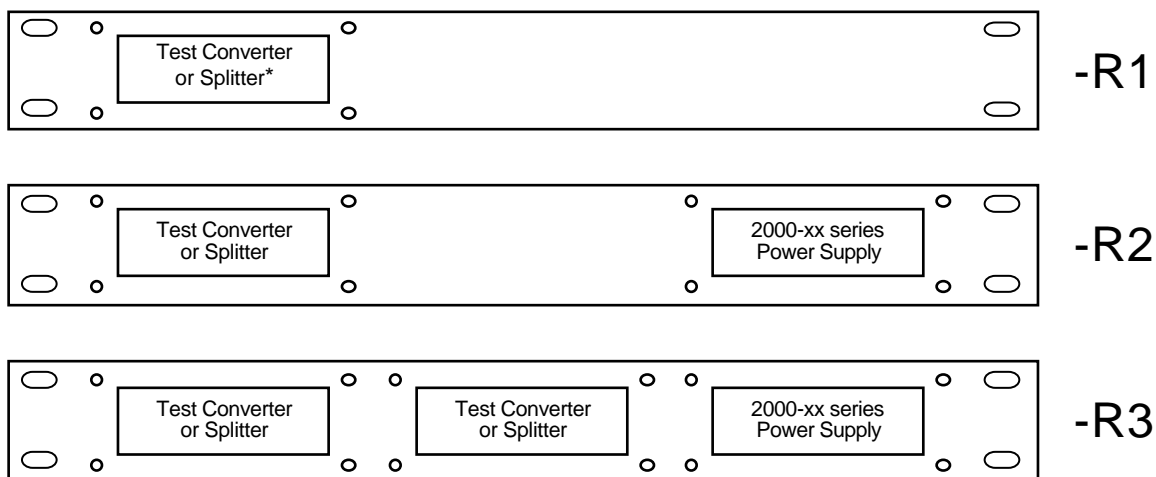 Test Converter
or Splitter*
-R1
Test Converter
or Splitter
2000-xx series
Power Supply
-R2
Test Converter
or Splitter
Test Converter
or Splitter
2000-xx series
Power Supply
-R3